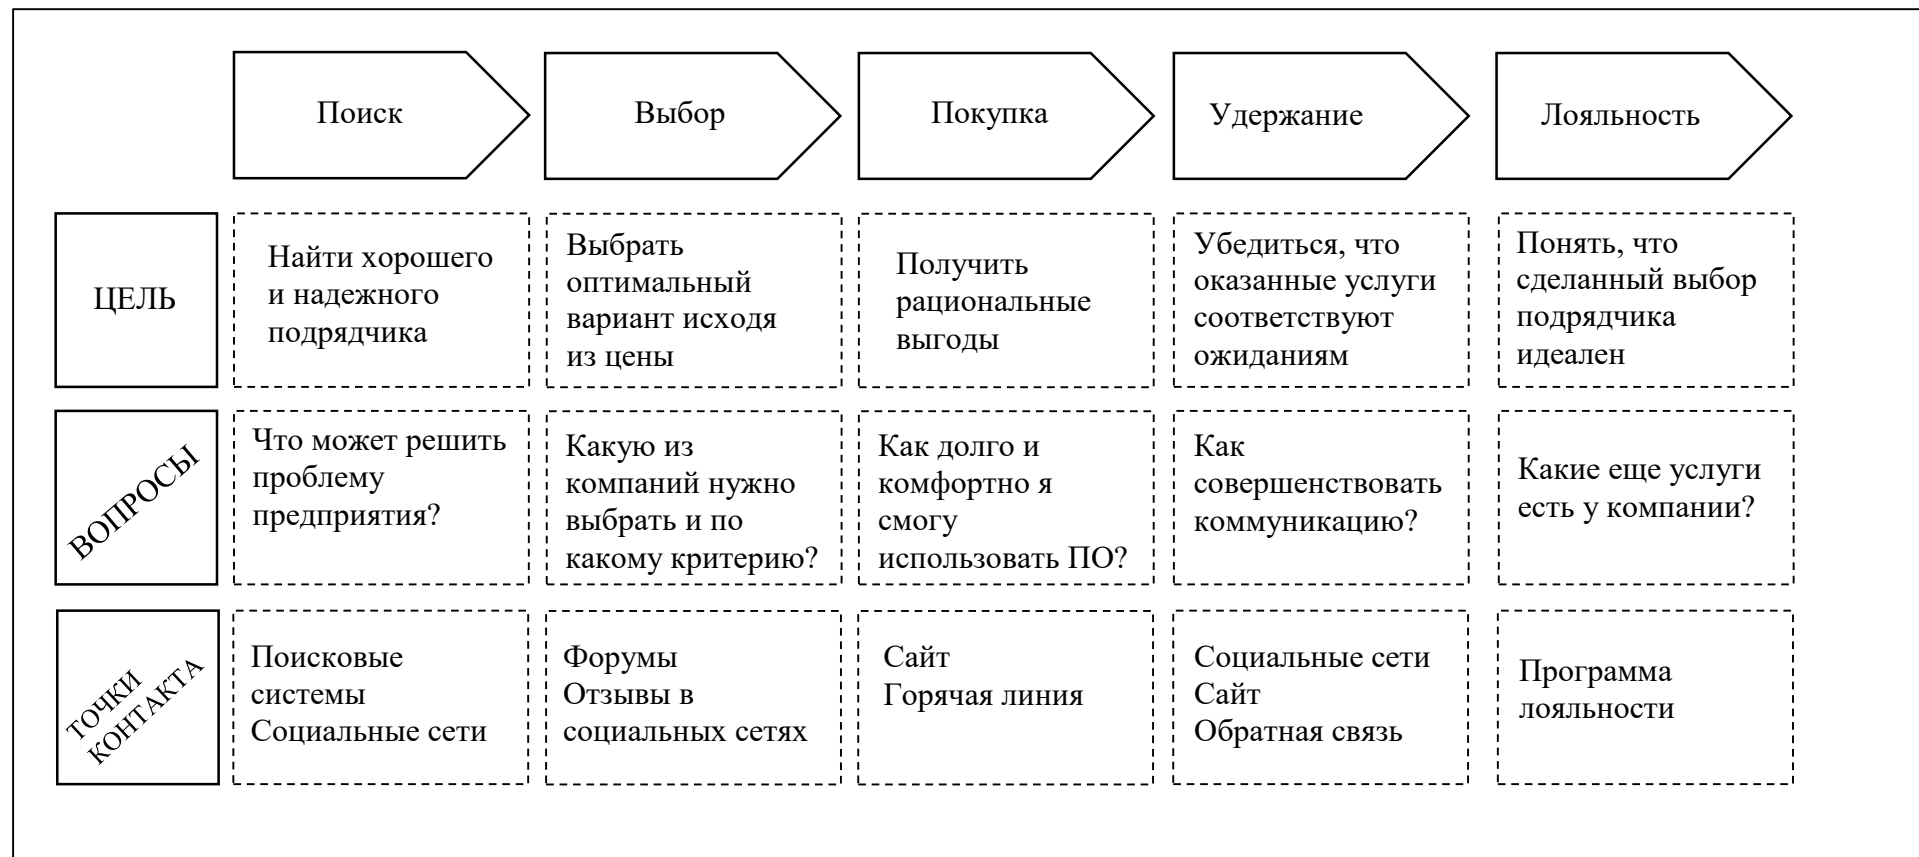 Поиск
Выбор
Покупка
Удержание
Лояльность
ЦЕЛЬ
Найти хорошего
и надежного
подрядчика
Выбрать
оптимальный
вариант исходя
из цены
Получить
рациональные
выгоды
Убедиться, что
оказанные услуги
соответствуют
ожиданиям
Понять, что
сделанный выбор
подрядчика
идеален
ВОПРОСЫ
Что может решить
проблему
предприятия?
Какую из
компаний нужно
выбрать и по
какому критерию?
Как долго и
комфортно я
смогу
использовать ПО?
Как
совершенствовать
коммуникацию?
Какие еще услуги
есть у компании?
ТОЧКИ
КОНТАКТА
Поисковые
системы
Социальные сети
Форумы
Отзывы в
социальных сетях
Сайт
Горячая линия
Социальные сети
Сайт
Обратная связь
Программа
лояльности